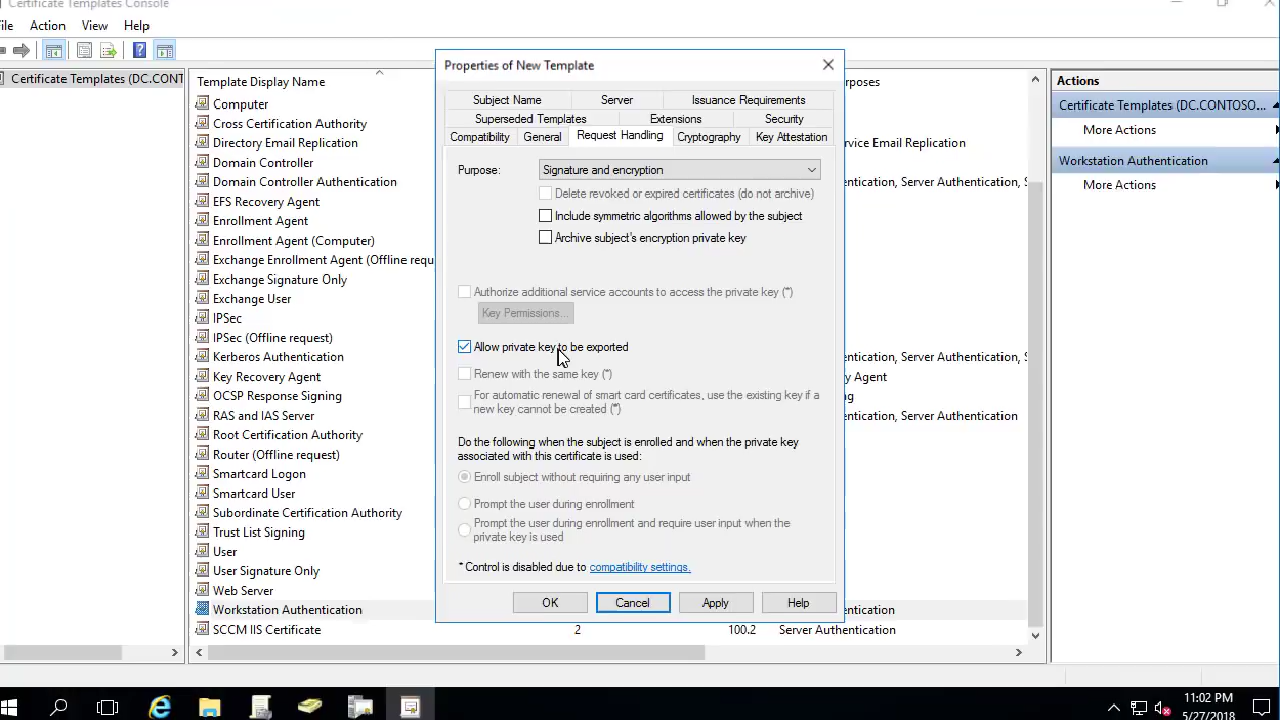 Certificate Templates Console
File Action View Help
Certificate Templates (DC.CONT
Template Display Name
Computer
Cross Certification Authority
Directory Email Replication
Domain Controller
Domain Controller Authentication
EFS Recovery Agent
Enrollment Agent
Enrollment Agent (Computer)
Exchange Enrollment Agent (Offline requ
Exchange Signature Only
Exchange User
IPSec
IPSec (Offline request)
Kerberos Authentication
Key Recovery Agent
OCSP Response Signing
RAS and IAS Server
Root Certification Authority
Router (Offline request)
Smartcard Logon
Smartcard User
Subordinate Certification Authority
Trust List Signing
User
User Signature Only
Web Server
Workstation Authentication
SCCM IIS Certificate 2 100.2 Server Authentication
Properties of New Template
Subject Name Server Issuance Requirements
Superseded Templates Extensions Security
Compatibility General Request Handling Cryptography Key Attestation
Purpose: Signature and encryption
Delete revoked or expired certificates (do not archive)
Include symmetric algorithms allowed by the subject
Archive subject's encryption private key
Authorize additional service accounts to access the private key (*)
Key Permissions...
Allow private key to be exported
Renew with the same key (*)
For automatic renewal of smart card certificates, use the existing key if a
new key cannot be created (*)
Do the following when the subject is enrolled and when the private key
associated with this certificate is used:
Enroll subject without requiring any user input
Prompt the user during enrollment
Prompt the user during enrollment and require user input when the
private key is used
* Control is disabled due to compatibility settings.
OK Cancel Apply Help
poses
ory Service Email Replication
entication, Server Authentication, S
entication, Server Authentication
entication, Server Authentication, S
y Agent
ng
entication, Server Authentication
entication
Actions
Certificate Templates (DC.CONTOSO...
More Actions
Workstation Authentication
More Actions
11:02 PM
5/27/2018